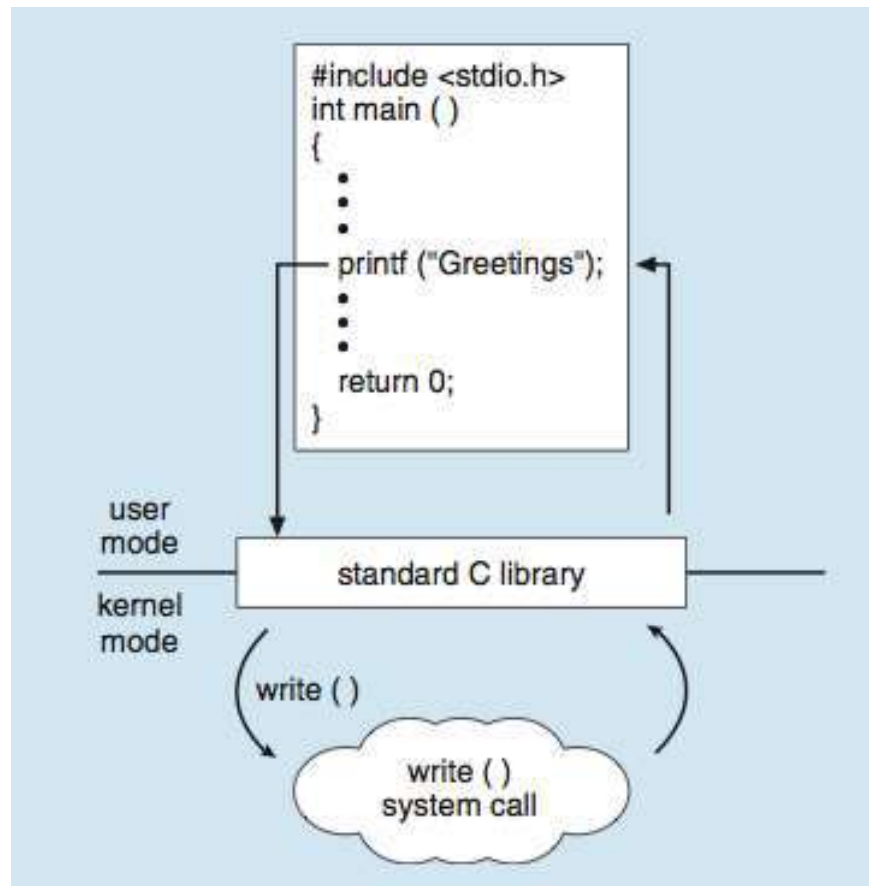 #include <stdio.h>
int main ( )
{
•
•
•
printf ("Greetings");
•
•
•
return 0;
}
user
mode
standard C library
kernel
mode
write ( )
write ( )
system call